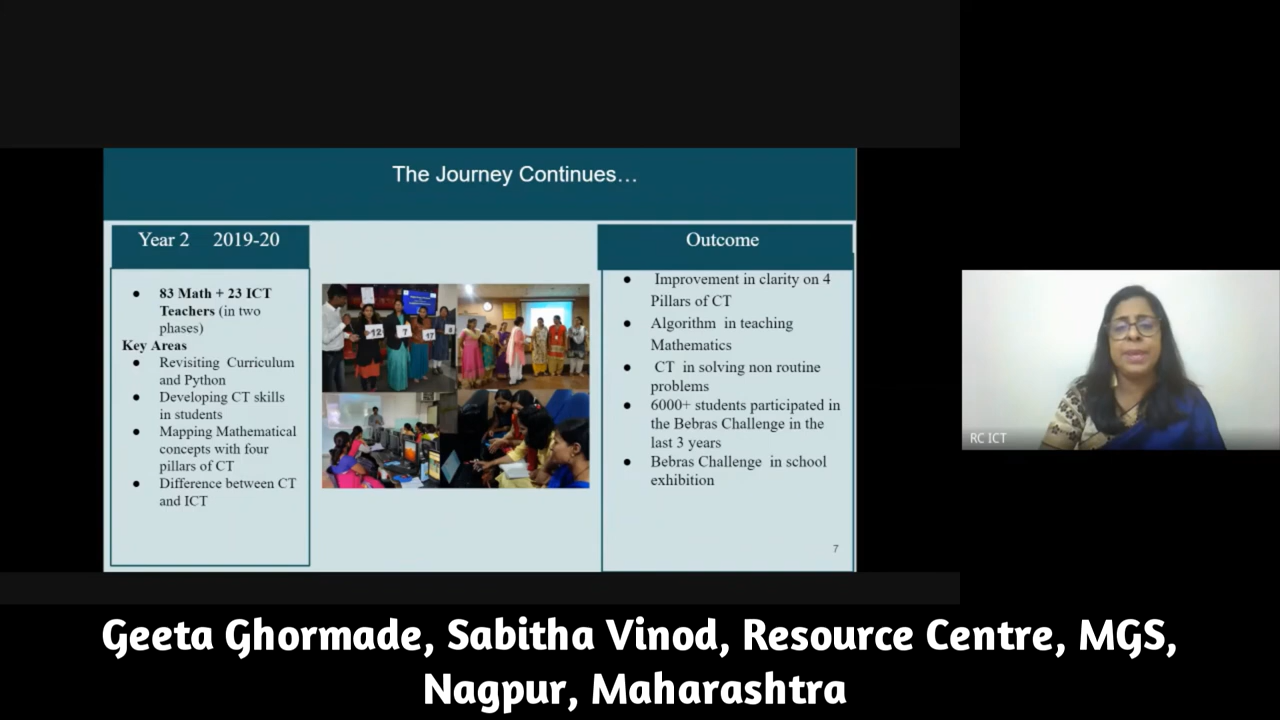 The Journey Continues…
Year 2 2019-20
● 83 Math + 23 ICT
Teachers (in two
phases)
Key Areas
● Revisiting Curriculum
and Python
● Developing CT skills
in students
● Mapping Mathematical
concepts with four
pillars of CT
● Difference between CT
and ICT
12
7
17
8
Outcome
● Improvement in clarity on 4
Pillars of CT
● Algorithm in teaching
Mathematics
● CT in solving non routine
problems
● 6000+ students participated in
the Bebras Challenge in the
last 3 years
● Bebras Challenge in school
exhibition
7
RC ICT
Geeta Ghormade, Sabitha Vinod, Resource Centre, MGS,
Nagpur, Maharashtra